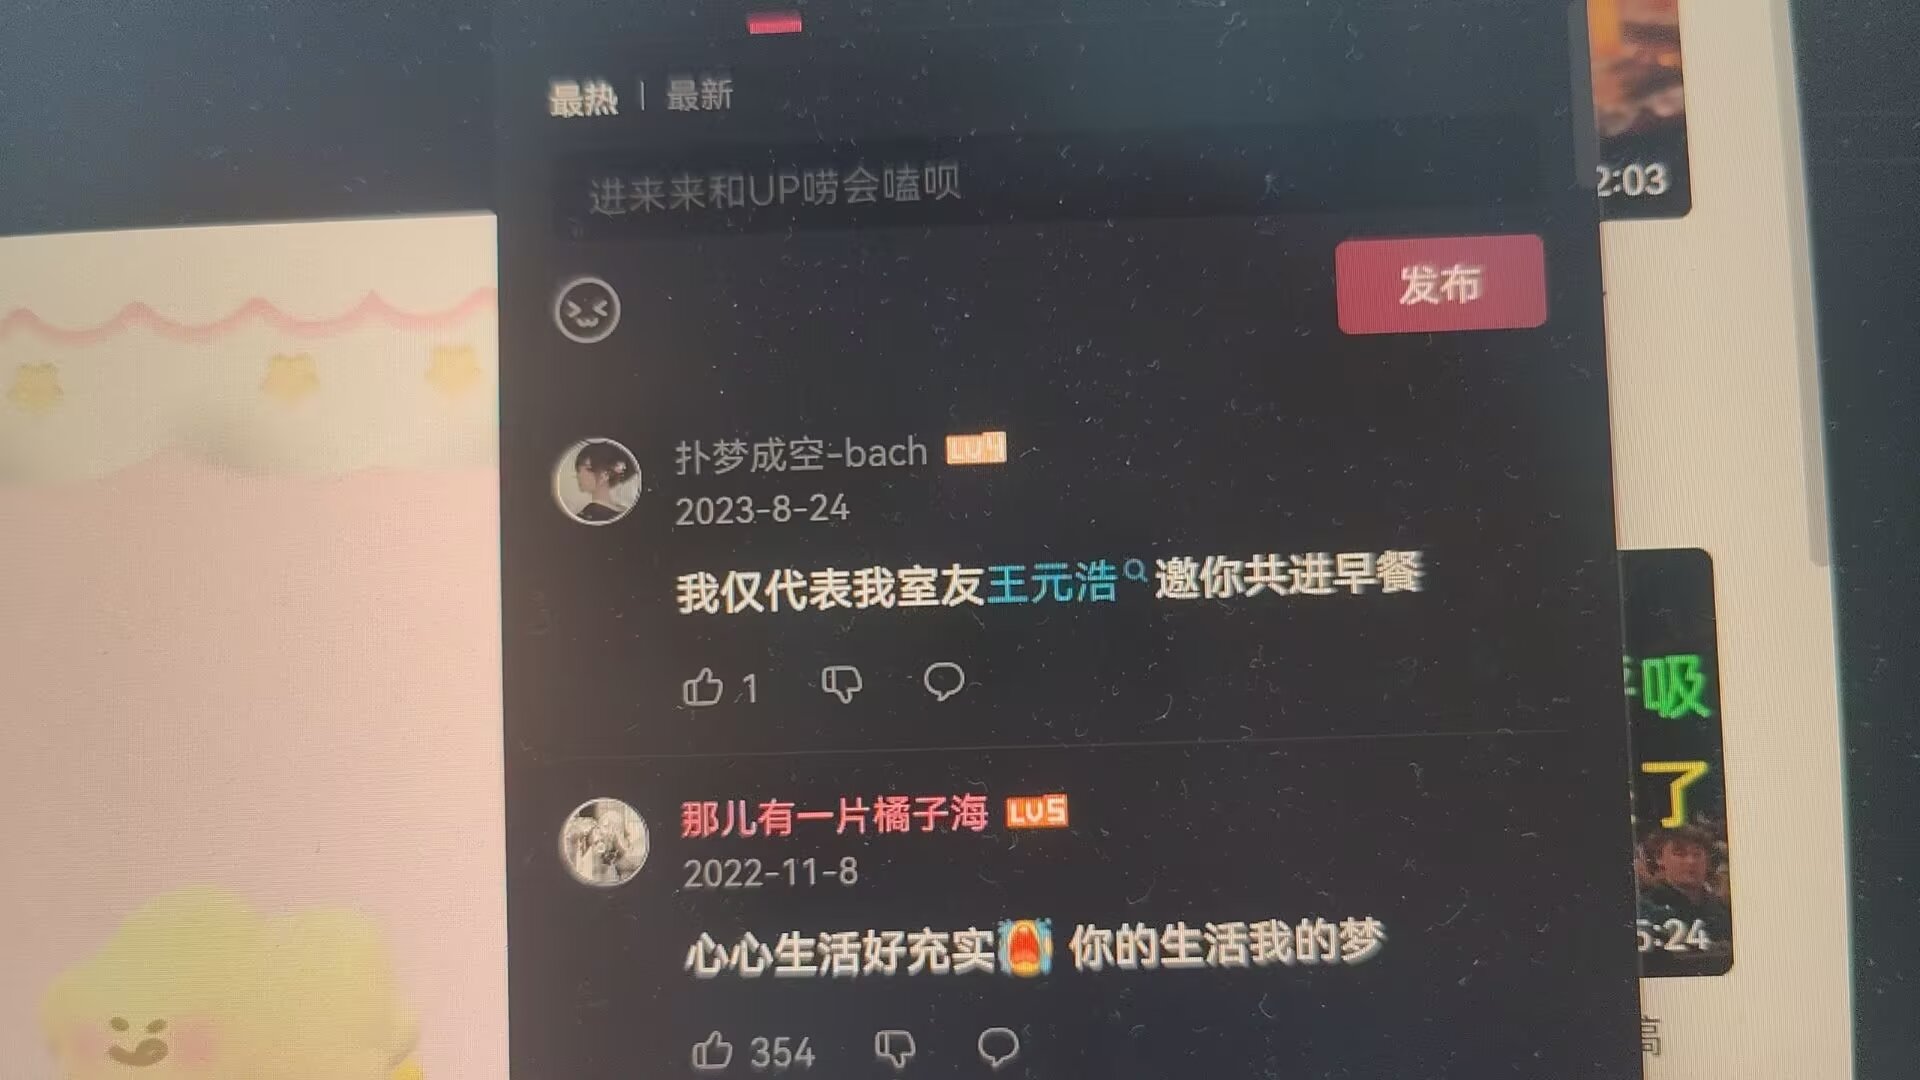 最热 | 最新
进来来和UP唠会嗑呗
2:03
发布
扑梦成空-bach LV4
2023-8-24
我仅代表我室友王元浩邀你共进早餐
1
吸
那儿有一片橘子海 LV5
了
2022-11-8
心心生活好充实 你的生活我的梦
5:24
354